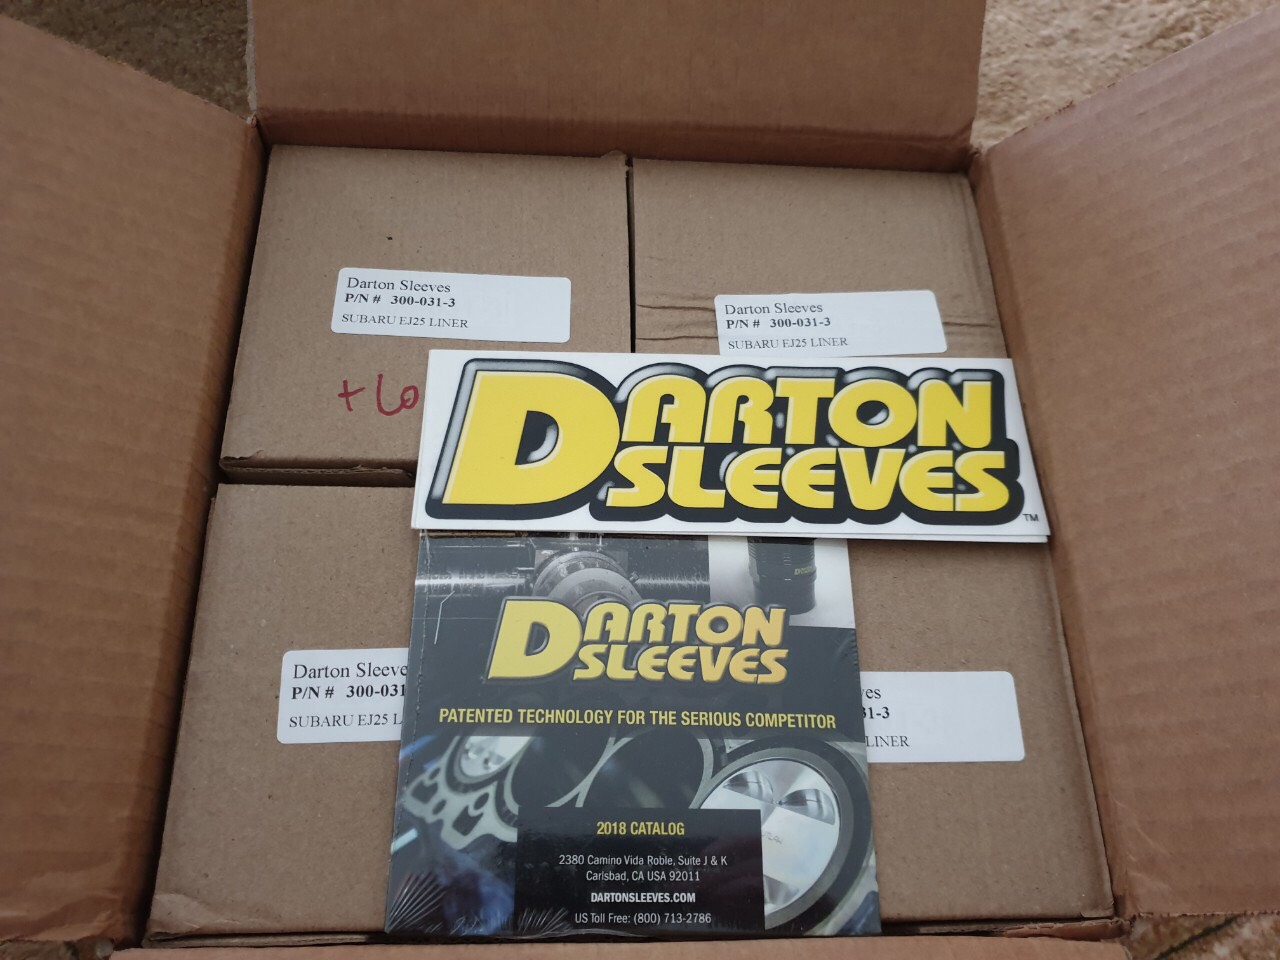 Darton Sleeves
P/N # 300-031-3
SUBARU EJ25 LINER
Darton Sleeves
P/N # 300-031-3
SUBARU EJ25 LINER
DARTON
SLEEVES
TM
Darton Sleeve
P/N # 300-031
SUBARU EJ25 L
ves
31-3
LINER
DARTON
SLEEVES
PATENTED TECHNOLOGY FOR THE SERIOUS COMPETITOR
2018 CATALOG
2380 Camino Vida Roble, Suite J & K
Carlsbad, CA USA 92011
DARTONSLEEVES.COM
US Toll Free: (800) 713-2786